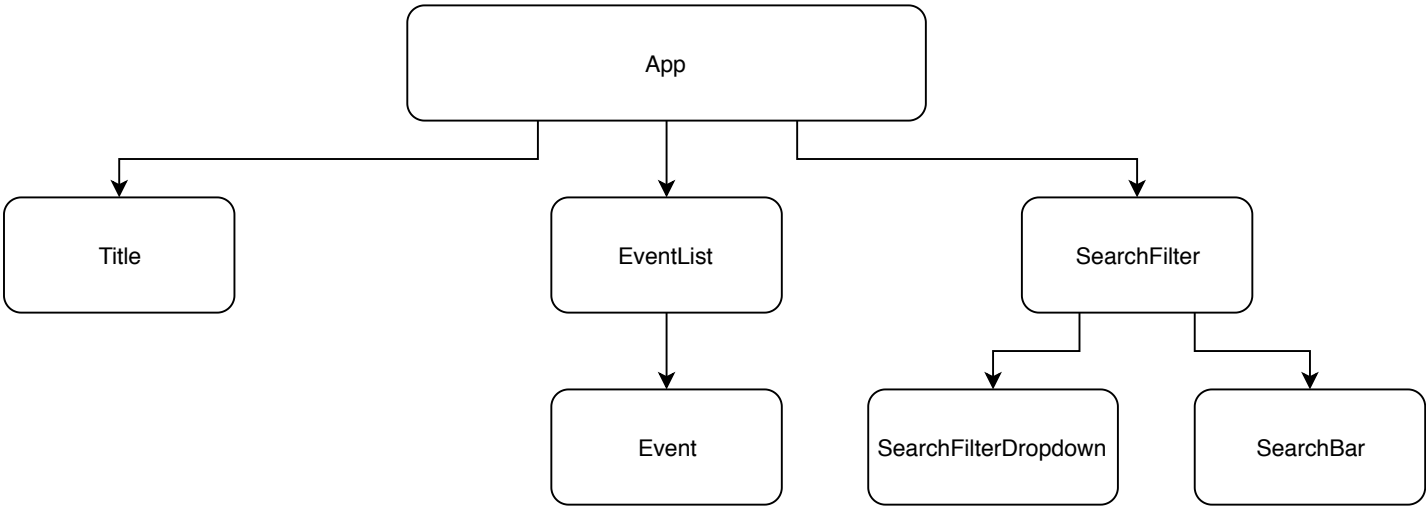 App
Title
EventList
SearchFilter
Event
SearchFilterDropdown
SearchBar